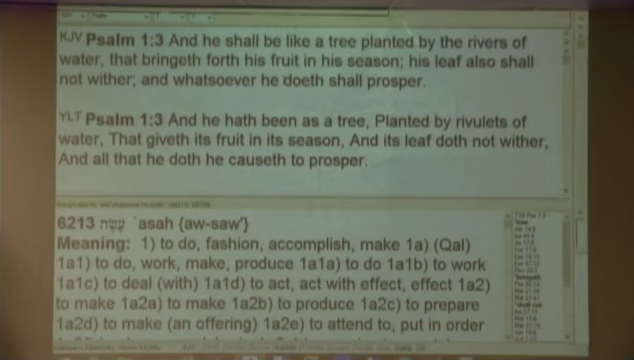 KJV Psalm 1:3 And he shall be like a tree planted by the rivers of
water, that bringeth forth his fruit in his season; his leaf also shall
not wither; and whatsoever he doeth shall prosper.
YLT Psalm 1:3 And he hath been as a tree, Planted by rivulets of
water, That giveth its fruit in its season, And its leaf doth not wither,
And all that he doth he causeth to prosper.
6213 עָשָׂה `asah {aw-saw'}
Meaning: 1) to do, fashion, accomplish, make 1a) (Qal)
1a1) to do, work, make, produce 1a1a) to do 1a1b) to work
1a1c) to deal (with) 1a1d) to act, act with effect, effect 1a2)
to make 1a2a) to make 1a2b) to produce 1a2c) to prepare
1a2d) to make (an offering) 1a2e) to attend to, put in order